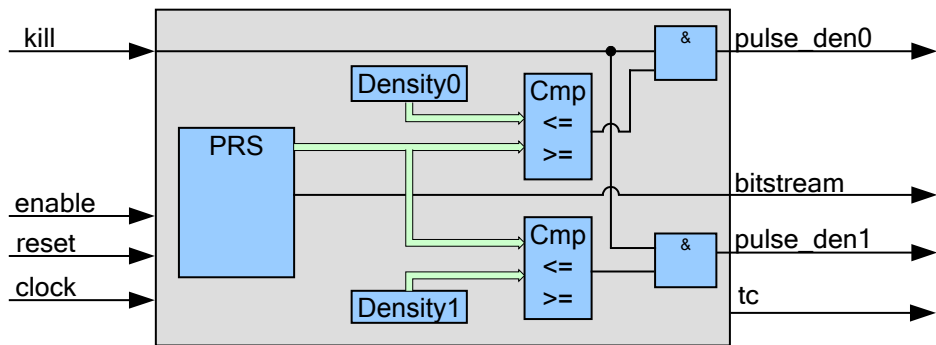 kill
&
pulse_den0
Density0
Cmp
<=
>=
PRS
bitstream
enable
reset
clock
Cmp
<=
>=
&
pulse_den1
Density1
tc